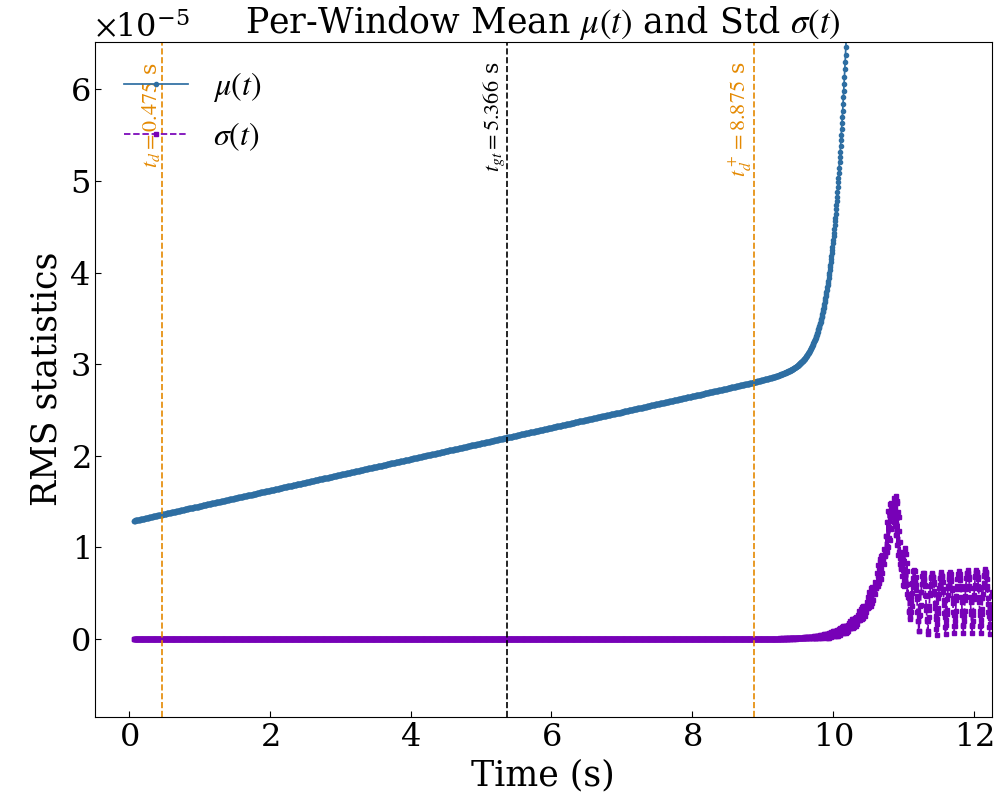 ×10⁻⁵
Per-Window Mean μ(t) and Std σ(t)
μ(t)
σ(t)
t_d = 0.475 s
t_gt = 5.366 s
t_d^+ = 8.875 s
RMS statistics
6
5
4
3
2
1
0
0 2 4 6 8 10 12
Time (s)